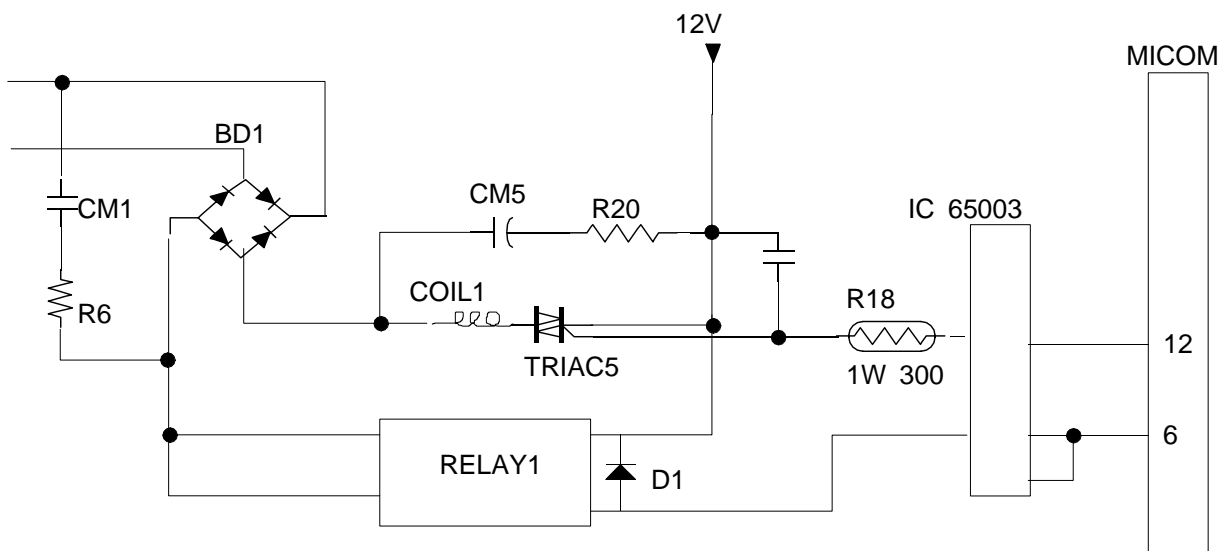 12V
MICOM
BD1
CM5
R20
CM1
IC 65003
COIL1
R18
R6
TRIAC5
1W 300
12
6
RELAY1
D1